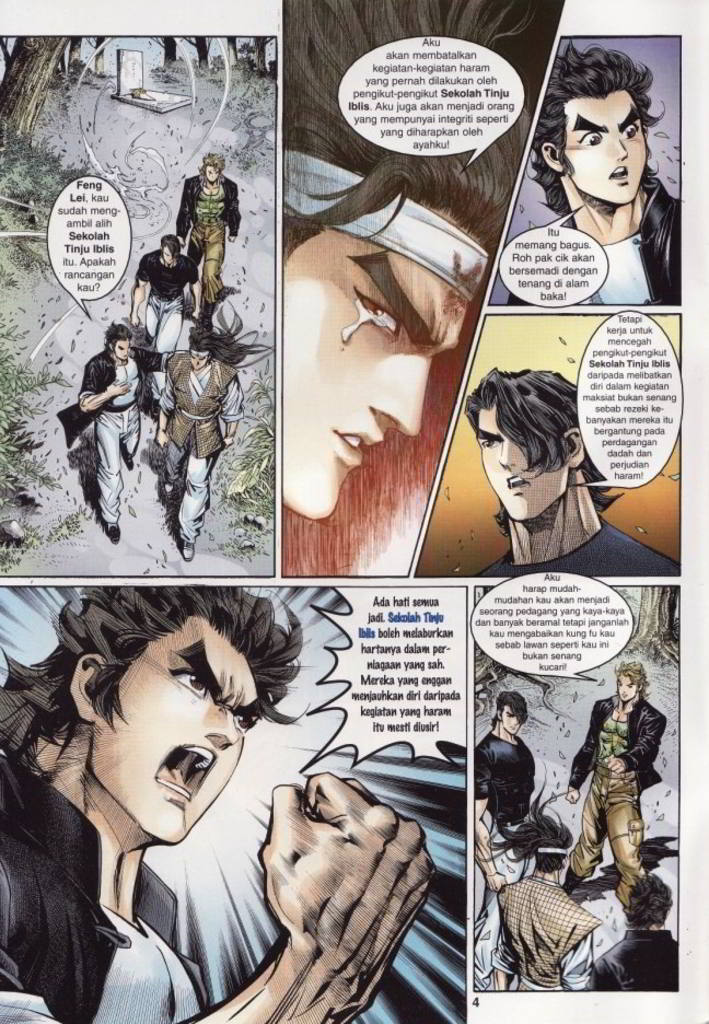 Feng
Lei, kau
sudah meng-
ambil alih
Sekolah
Tinju Iblis
itu. Apakah
rancangan
kau?
Aku
akan membatalkan
kegiatan-kegiatan haram
yang pernah dilakukan oleh
pengikut-pengikut Sekolah Tinju
Iblis. Aku juga akan menjadi orang
yang mempunyai integriti seperti
yang diharapkan oleh
ayahku!
Itu
memang bagus.
Roh pak cik akan
bersemadi dengan
tenang di alam
baka!
Tetapi
kerja untuk
mencegah
pengikut-pengikut
Sekolah Tinju Iblis
daripada melibatkan
diri dalam kegiatan
maksiat bukan senang
sebab rezeki ke-
banyakan mereka itu
bergantung pada
perdagangan
dadah dan
perjudian
haram!
Ada hati semua
jadi. Sekolah Tinju
Iblis boleh melaburkan
hartanya dalam per-
niagaan yang sah.
Mereka yang enggan
menjauhkan diri daripada
kegiatan yang haram
itu mesti diusir!
Aku
harap mudah-
mudahan kau akan menjadi
seorang pedagang yang kaya-kaya
dan banyak beramal tetapi janganlah
kau mengabaikan kung fu kau
sebab lawan seperti kau ini
bukan senang
kucari!
4